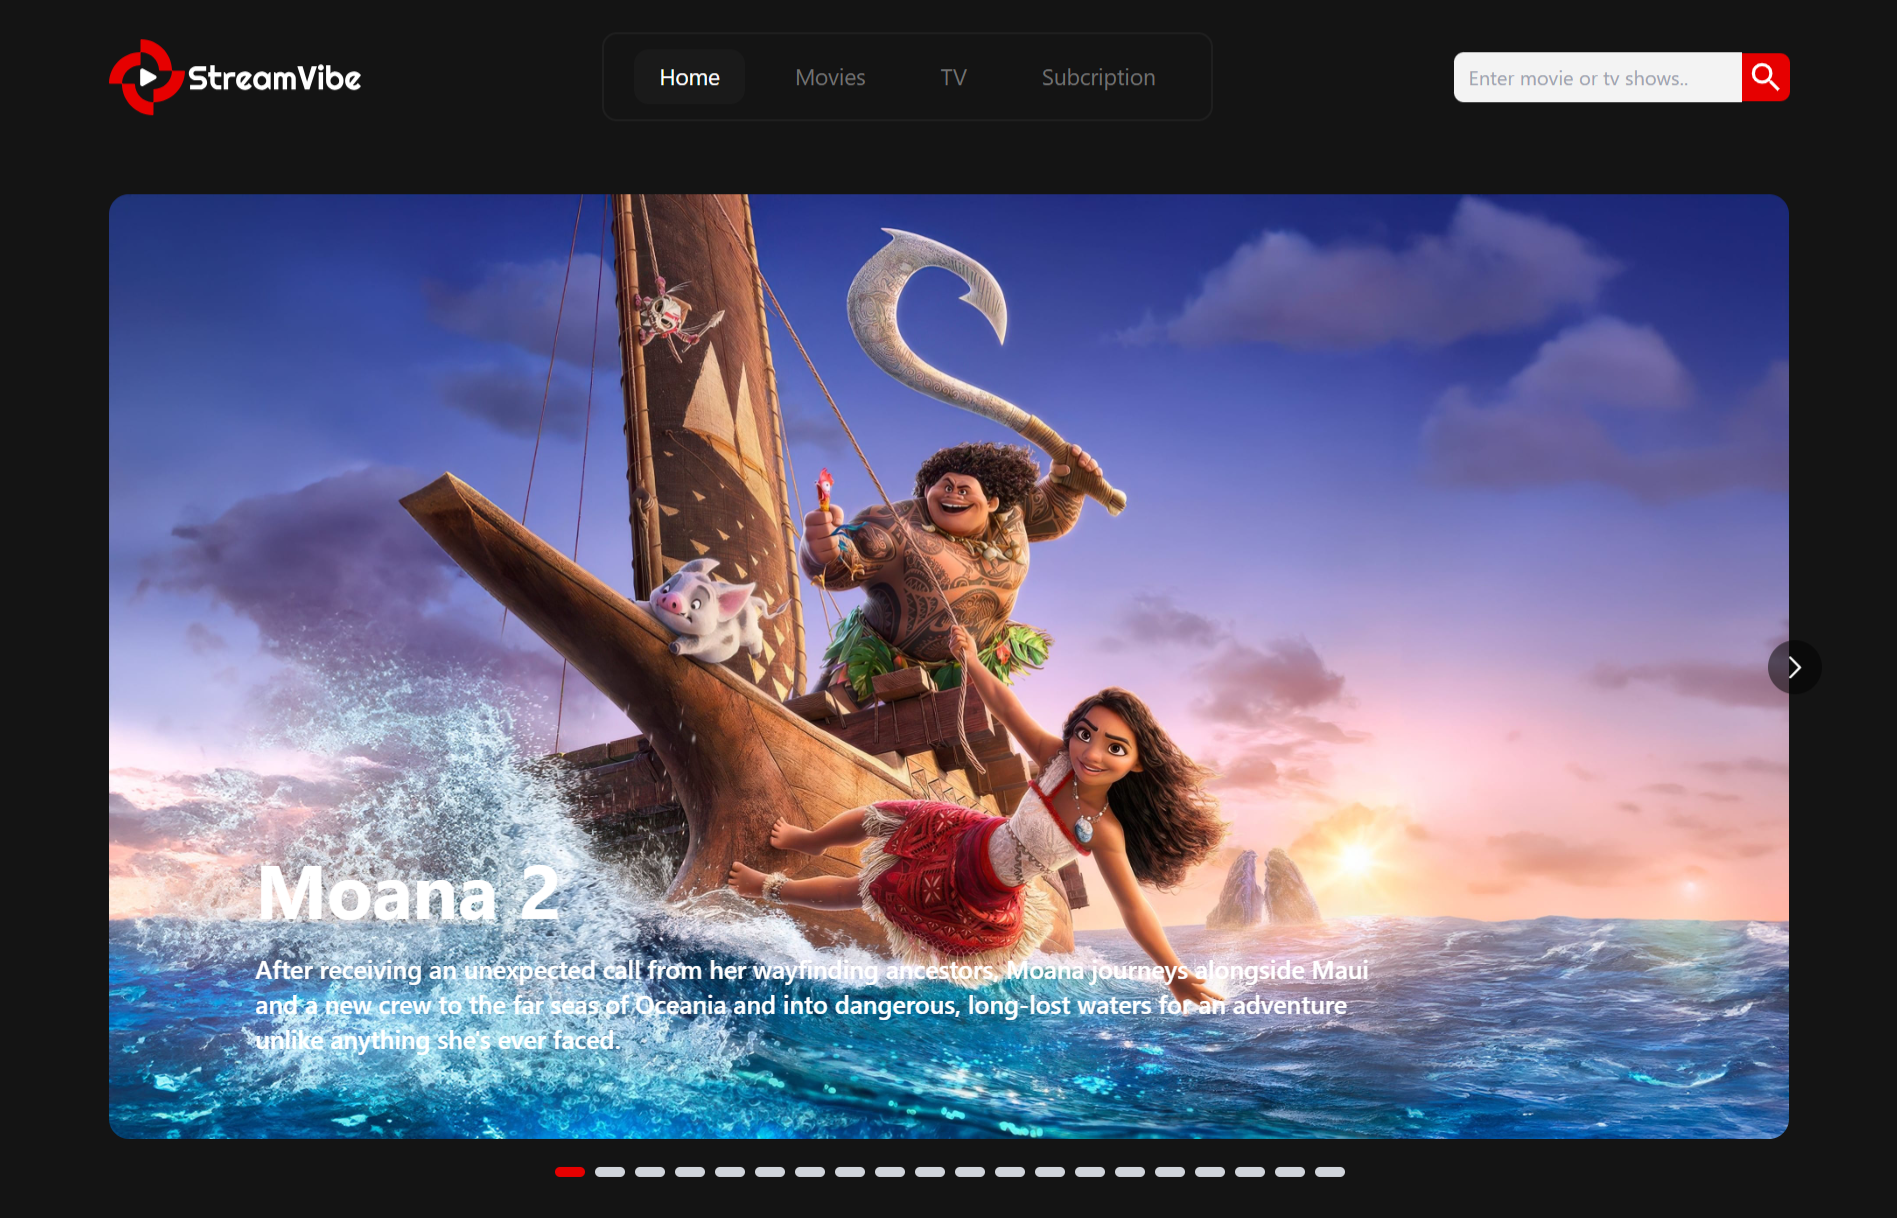 StreamVibe
Home
Movies
TV
Subcription
Enter movie or tv shows..
Moana 2
After receiving an unexpected call from her wayfinding ancestors, Moana journeys alongside Maui
and a new crew to the far seas of Oceania and into dangerous, long-lost waters for an adventure
unlike anything she's ever faced.